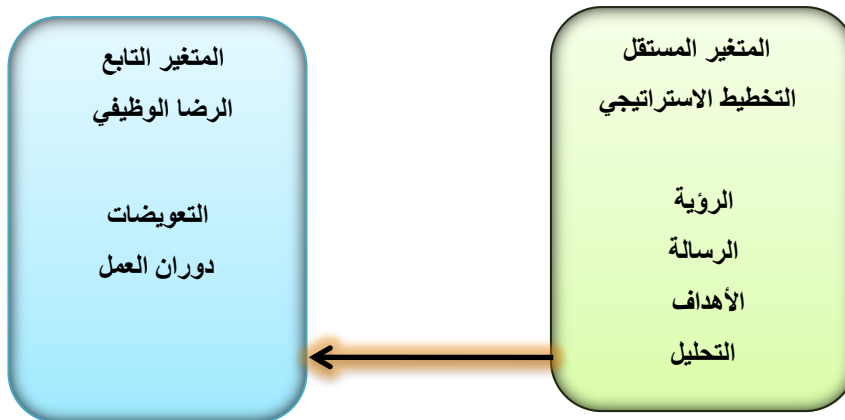 المتغير المستقل
التخطيط الاستراتيجي
الرؤية
الرسالة
الأهداف
التحليل
المتغير التابع
الرضا الوظيفي
التعويضات
دوران العمل